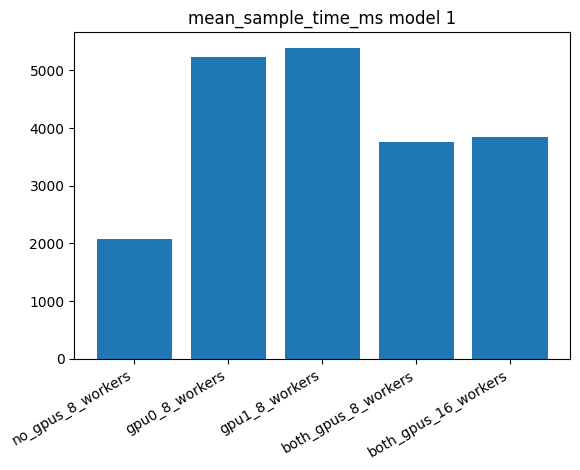 mean_sample_time_ms model 1
5000
4000
3000
2000
1000
0
no_gpus_8_workers
gpu0_8_workers
gpu1_8_workers
both_gpus_8_workers
both_gpus_16_workers